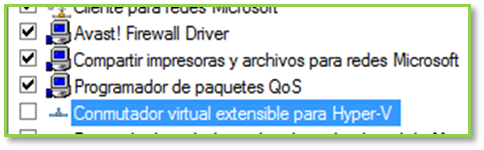 Cliente para redes Microsoft
Avast! Firewall Driver
Compartir impresoras y archivos para redes Microsoft
Programador de paquetes QoS
Conmutador virtual extensible para Hyper-V